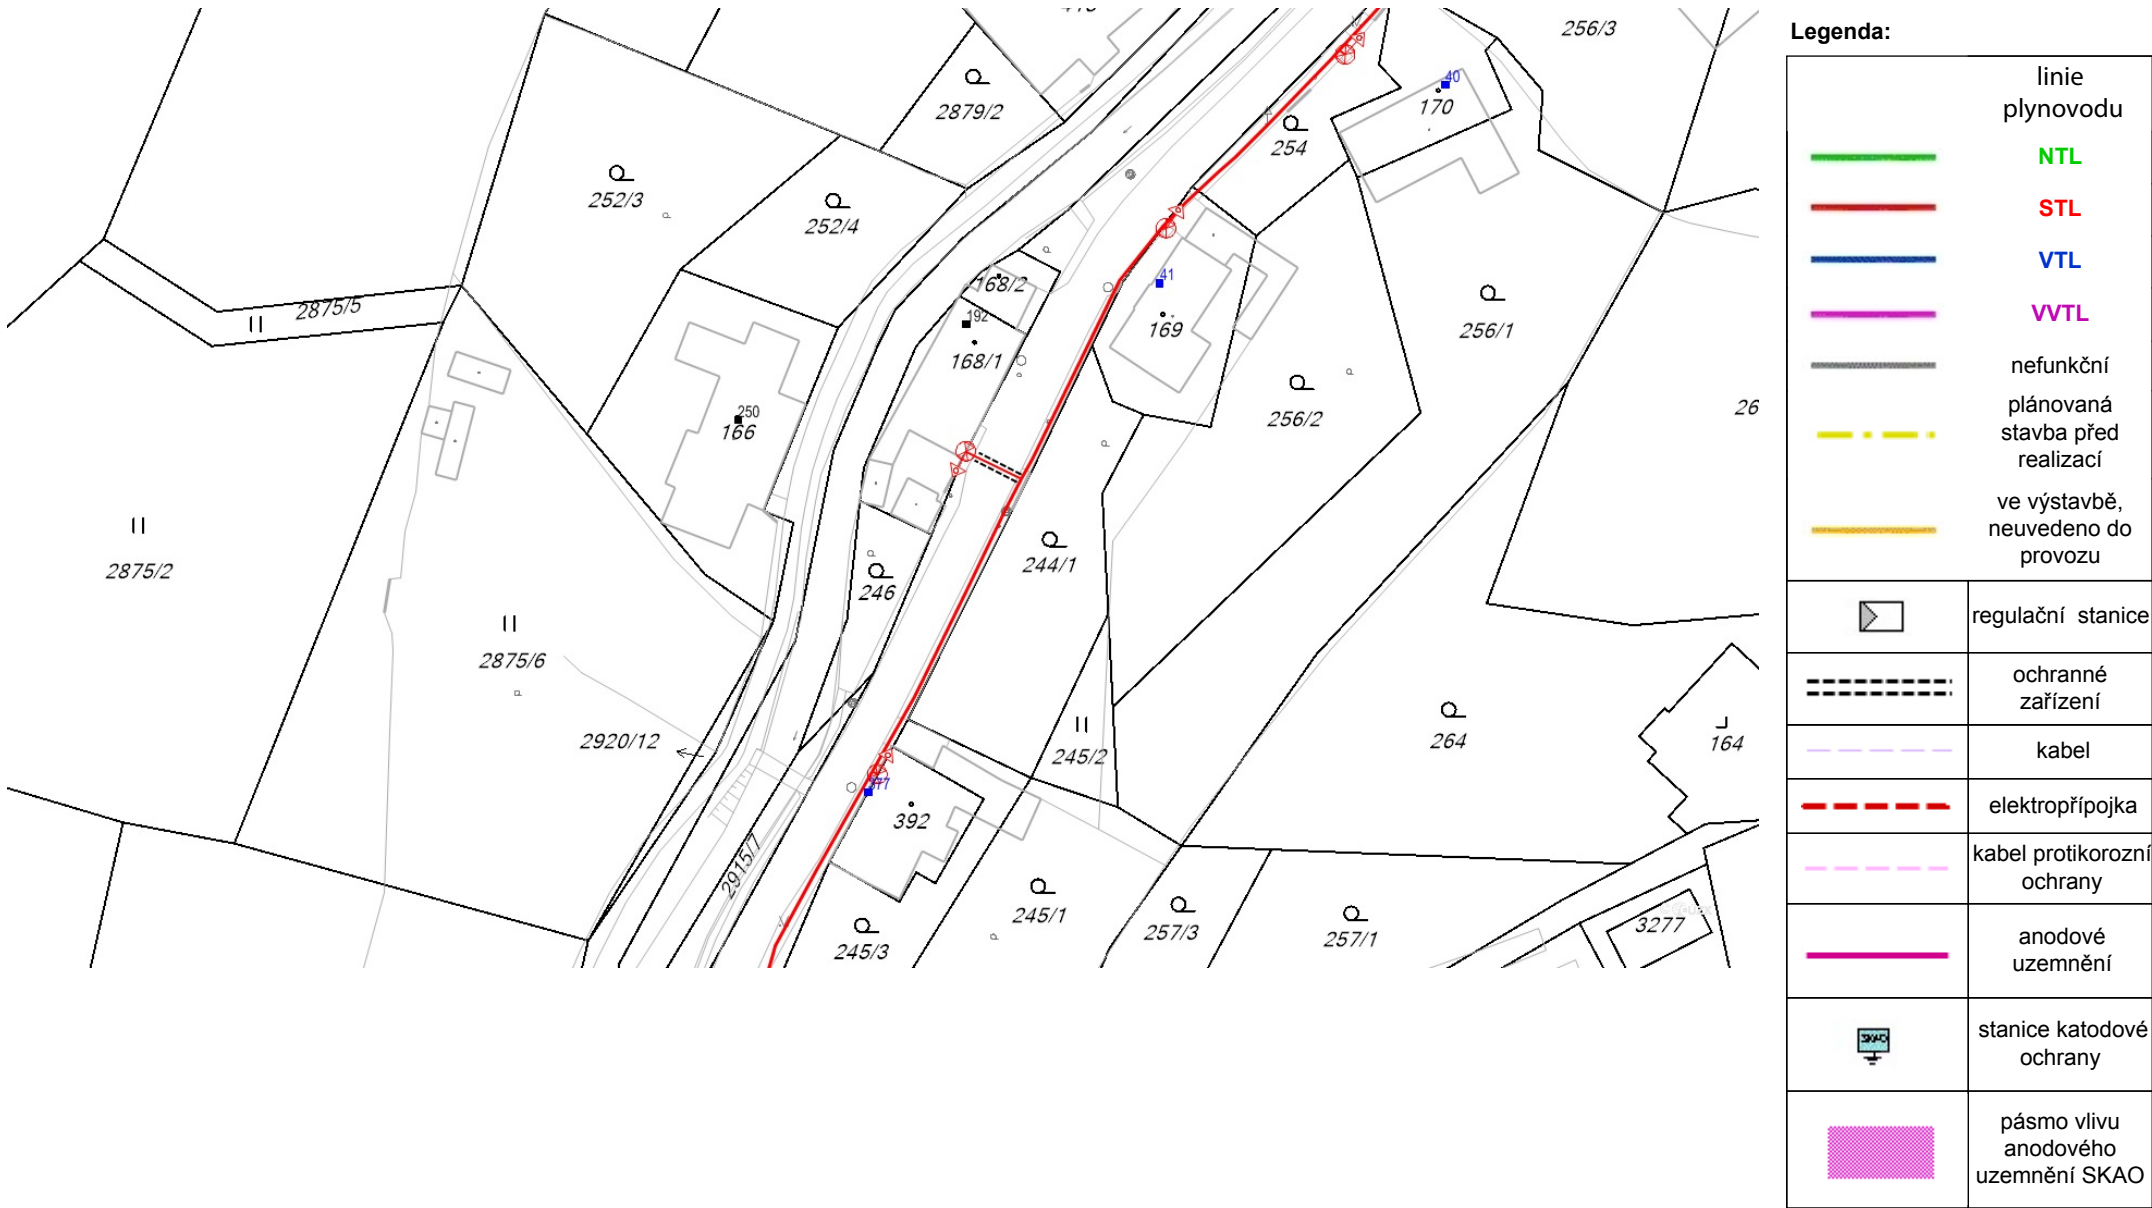 256/3
Legenda:
linie
plynovodu
2879/2
40
170
254
NTL
252/3
252/4
STL
VTL
2875/5
168/2
41
VVTL
192
169
256/1
168/1
nefunkční
plánovaná
stavba před
realizací
250
166
256/2
26
ve výstavbě,
neuvedeno do
provozu
2875/2
244/1
246
regulační stanice
2875/6
ochranné
zařízení
2920/12
245/2
264
164
kabel
392
elektropřípojka
2915/7
kabel protikorozní
ochrany
245/3
245/1
257/3
257/1
3277
anodové
uzemnění
stanice katodové
ochrany
SKAO
pásmo vlivu
anodového
uzemnění SKAO